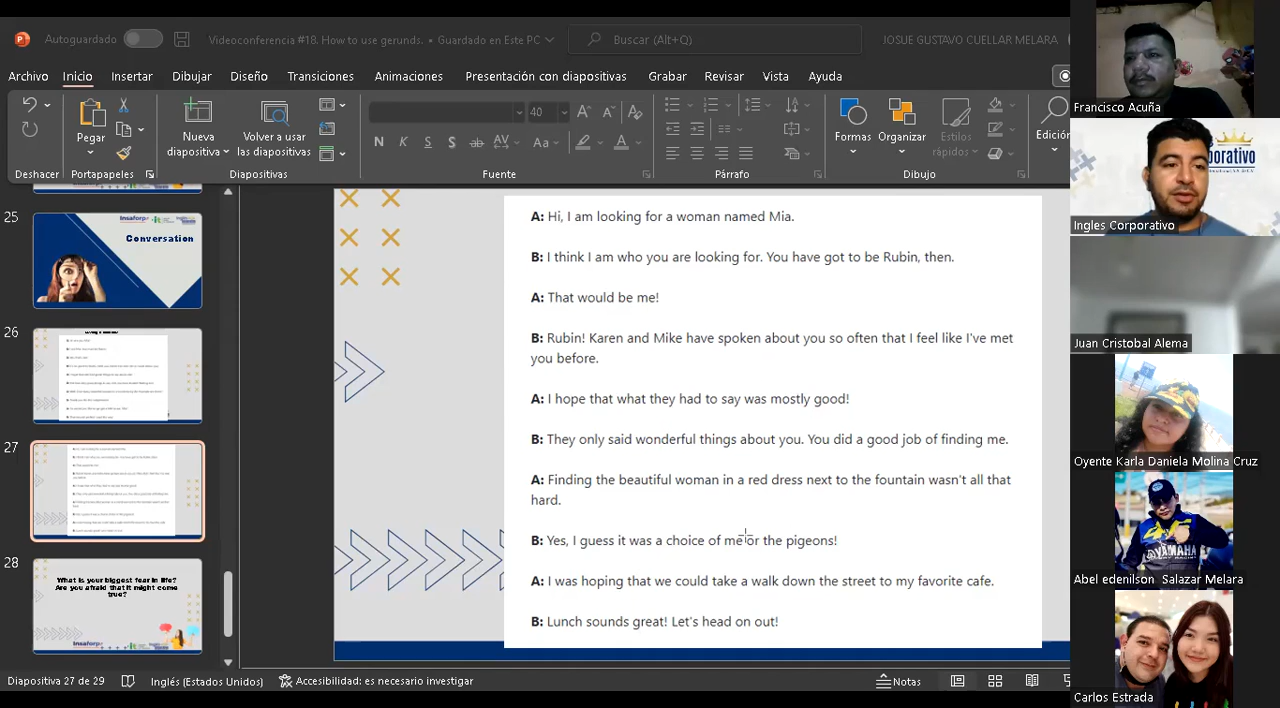 Autoguardado
Videoconferencia #18. How to use gerunds. • Guardado en Este PC
Buscar (Alt+Q)
JOSUE GUSTAVO CUELLAR MELARA
Archivo Inicio Insertar Dibujar Diseño Transiciones Animaciones Presentación con diapositivas Grabar Revisar Vista Ayuda
Pegar
Nueva diapositiva
Volver a usar las diapositivas
40
N K S S ab AV Aa A
Formas
Organizar
Estilos rápidos
Edición
Deshacer Portapapeles Diapositivas Fuente Párrafo Dibujo
25
Insaforp
Conversation
26
27
28
What is your biggest fear in life?
Are you afraid that it might come
true?
Insaforp
A: Hi, I am looking for a woman named Mia.
B: I think I am who you are looking for. You have got to be Rubin, then.
A: That would be me!
B: Rubin! Karen and Mike have spoken about you so often that I feel like I've met
you before.
A: I hope that what they had to say was mostly good!
B: They only said wonderful things about you. You did a good job of finding me.
A: Finding the beautiful woman in a red dress next to the fountain wasn't all that
hard.
B: Yes, I guess it was a choice of me or the pigeons!
A: I was hoping that we could take a walk down the street to my favorite cafe.
B: Lunch sounds great! Let's head on out!
Diapositiva 27 de 29
Inglés (Estados Unidos)
Accesibilidad: es necesario investigar
Notas
Francisco Acuña
porativo
Ingles Corporativo
Juan Cristobal Alema
Oyente Karla Daniela Molina Cruz
YAMAHA
Abel edenilson Salazar Melara
Carlos Estrada